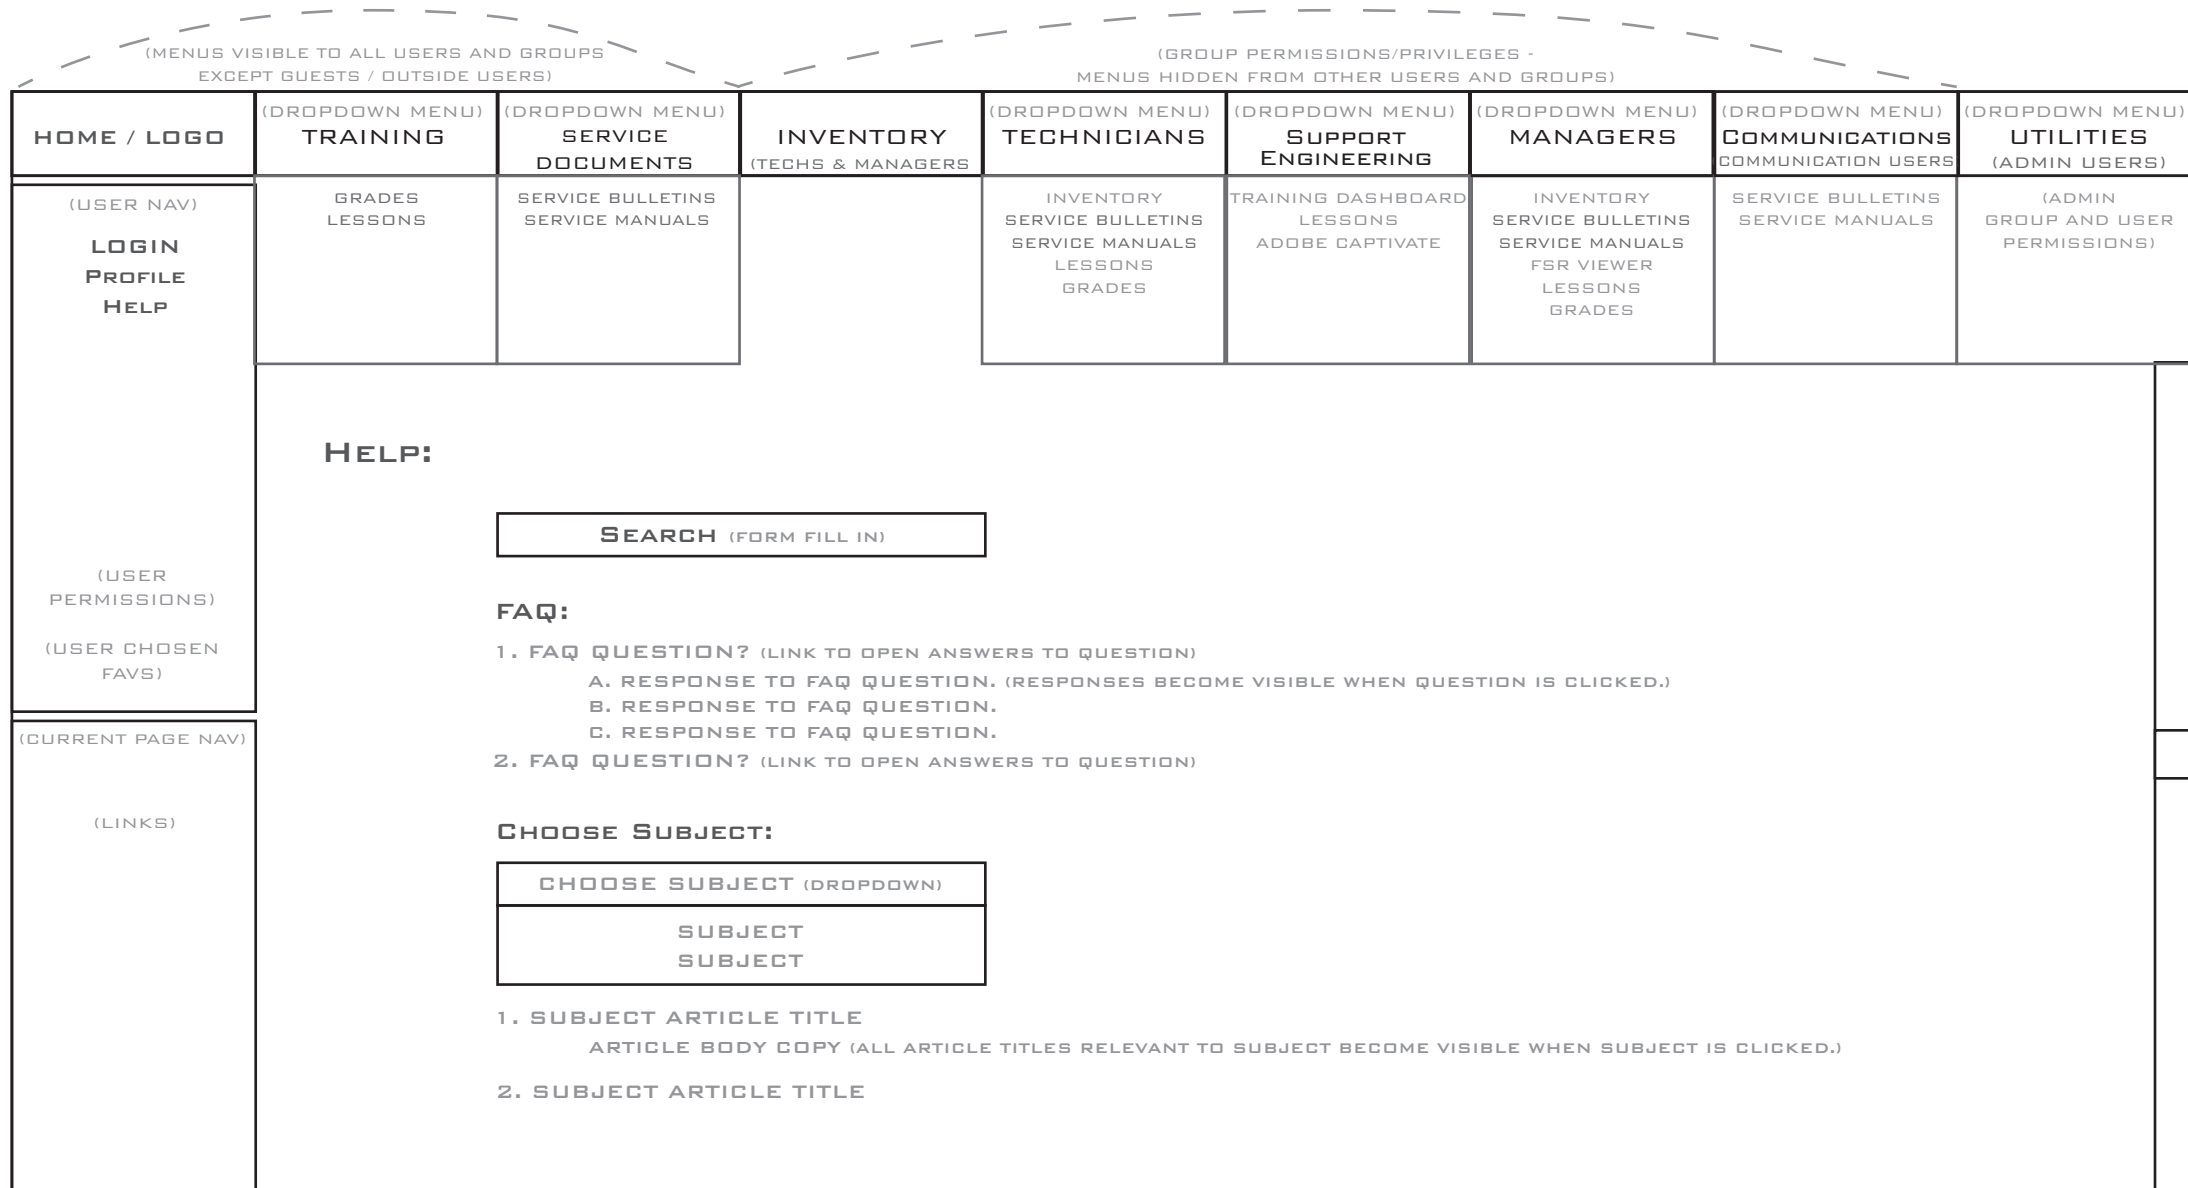 (MENUS VISIBLE TO ALL USERS AND GROUPS
EXCEPT GUESTS / OUTSIDE USERS)
(GROUP PERMISSIONS/PRIVILEGES -
MENUS HIDDEN FROM OTHER USERS AND GROUPS)
HOME / LOGO
(DROPDOWN MENU)
TRAINING
(DROPDOWN MENU)
SERVICE
DOCUMENTS
INVENTORY
(TECHS & MANAGERS
(DROPDOWN MENU)
TECHNICIANS
(DROPDOWN MENU)
Support
Engineering
(DROPDOWN MENU)
MANAGERS
(DROPDOWN MENU)
Communications
COMMUNICATION USERS
(DROPDOWN MENU)
UTILITIES
(ADMIN USERS)
GRADES
LESSONS
SERVICE BULLETINS
SERVICE MANUALS
INVENTORY
SERVICE BULLETINS
SERVICE MANUALS
LESSONS
GRADES
TRAINING DASHBOARD
LESSONS
ADOBE CAPTIVATE
INVENTORY
SERVICE BULLETINS
SERVICE MANUALS
FSR VIEWER
LESSONS
GRADES
SERVICE BULLETINS
SERVICE MANUALS
(ADMIN
GROUP AND USER
PERMISSIONS)
(USER NAV)
LOGIN
Profile
Help
(USER
PERMISSIONS)
(USER CHOSEN
FAVS)
(CURRENT PAGE NAV)
(LINKS)
Help:
Search (FORM FILL IN)
FAQ:
1. FAQ QUESTION? (LINK TO OPEN ANSWERS TO QUESTION)
A. RESPONSE TO FAQ QUESTION. (RESPONSES BECOME VISIBLE WHEN QUESTION IS CLICKED.)
B. RESPONSE TO FAQ QUESTION.
C. RESPONSE TO FAQ QUESTION.
2. FAQ QUESTION? (LINK TO OPEN ANSWERS TO QUESTION)
Choose Subject:
CHOOSE SUBJECT (DROPDOWN)
SUBJECT
SUBJECT
1. SUBJECT ARTICLE TITLE
ARTICLE BODY COPY (ALL ARTICLE TITLES RELEVANT TO SUBJECT BECOME VISIBLE WHEN SUBJECT IS CLICKED.)
2. SUBJECT ARTICLE TITLE